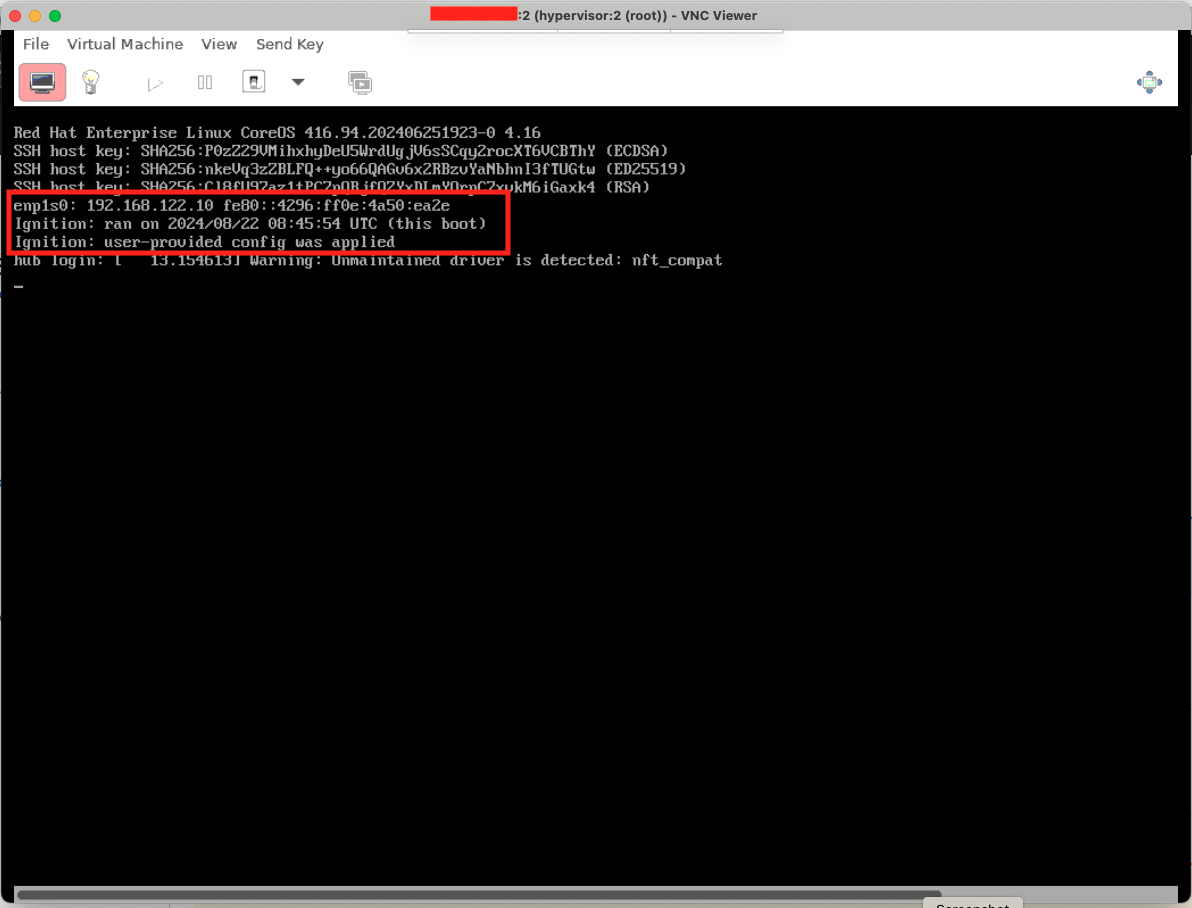 :2 (hypervisor:2 (root)) - VNC Viewer
File Virtual Machine View Send Key
Red Hat Enterprise Linux CoreOS 416.94.202406251923-0 4.16
SSH host key: SHA256:P0zZ29VMihxhyDeU5WrdUgjV6sSCqy2rocXT6VCBThY (ECDSA)
SSH host key: SHA256:nkeVq3zZBLFQ++yo66QAGv6x2RBzvYaNbhnI3fTUGtw (ED25519)
SSH host key: (RSA)
enp1s0: 192.168.122.10 fe80::4296:ff0e:4a50:ea2e
Ignition: ran on 2024/08/22 08:45:54 UTC (this boot)
Ignition: user-provided config was applied
hub login: [ 13.154613] Warning: Unmaintained driver is detected: nft_compat